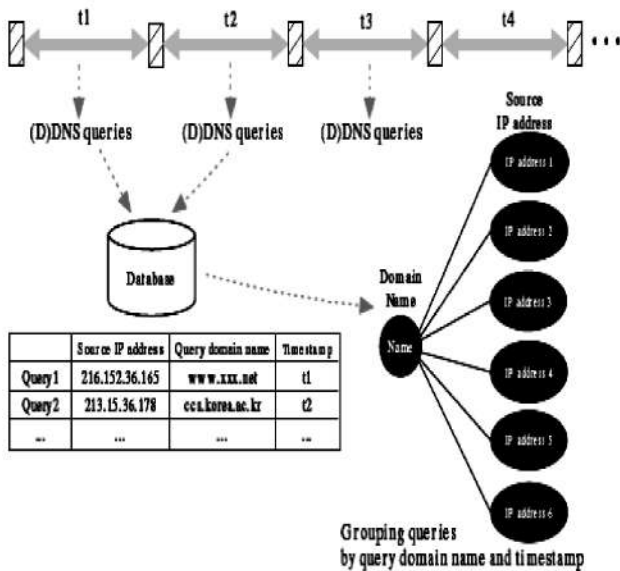 t1 t2 t3 t4
(D)DNS queries (D)DNS queries (D)DNS queries
Source
IP address
IP address 1
IP address 2
IP address 3
IP address 4
IP address 5
IP address 6
Database
Domain
Name
Name
Source IP address Query domain name Timestamp
Query1 216.152.36.165 www.xxx.net t1
Query2 213.15.36.178 ccs.korea.ac.kr t2
... ... ... ...
Grouping queries
by query domain name and timestamp